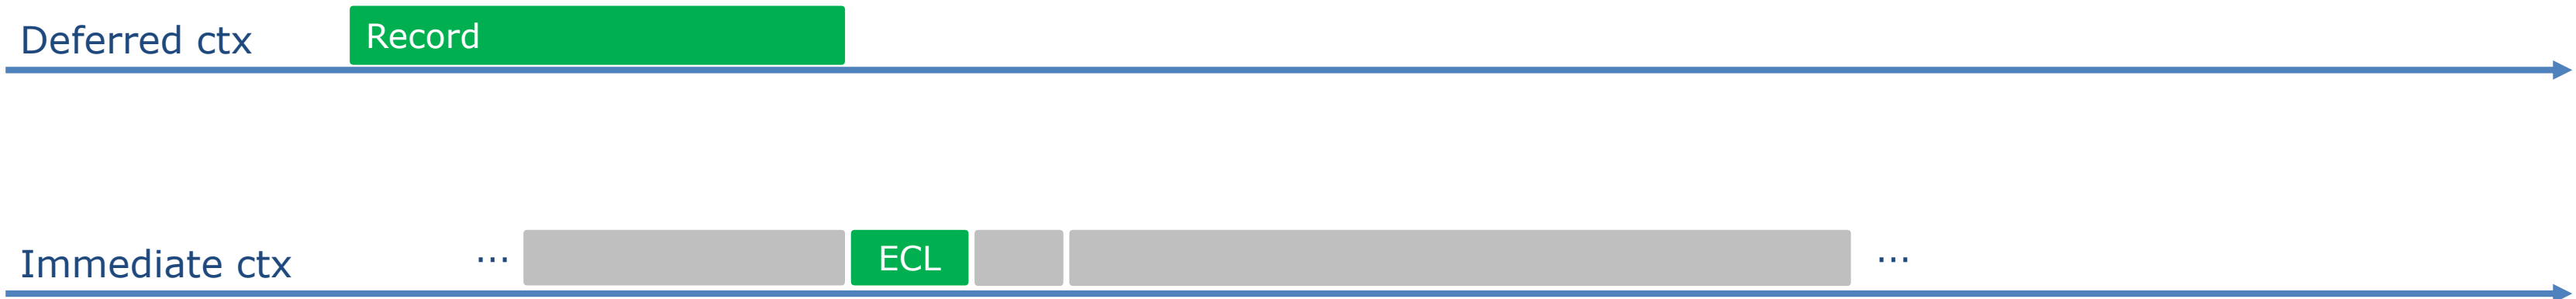 Deferred ctx
Record
Immediate ctx
...
ECL
...